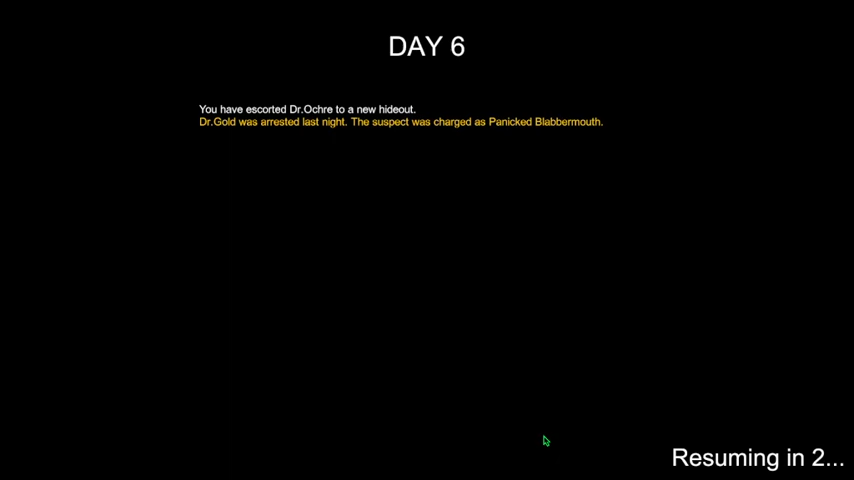 DAY 6
You have escorted Dr.Ochre to a new hideout.
Dr.Gold was arrested last night. The suspect was charged as Panicked Blabbermouth.
Resuming in 2...